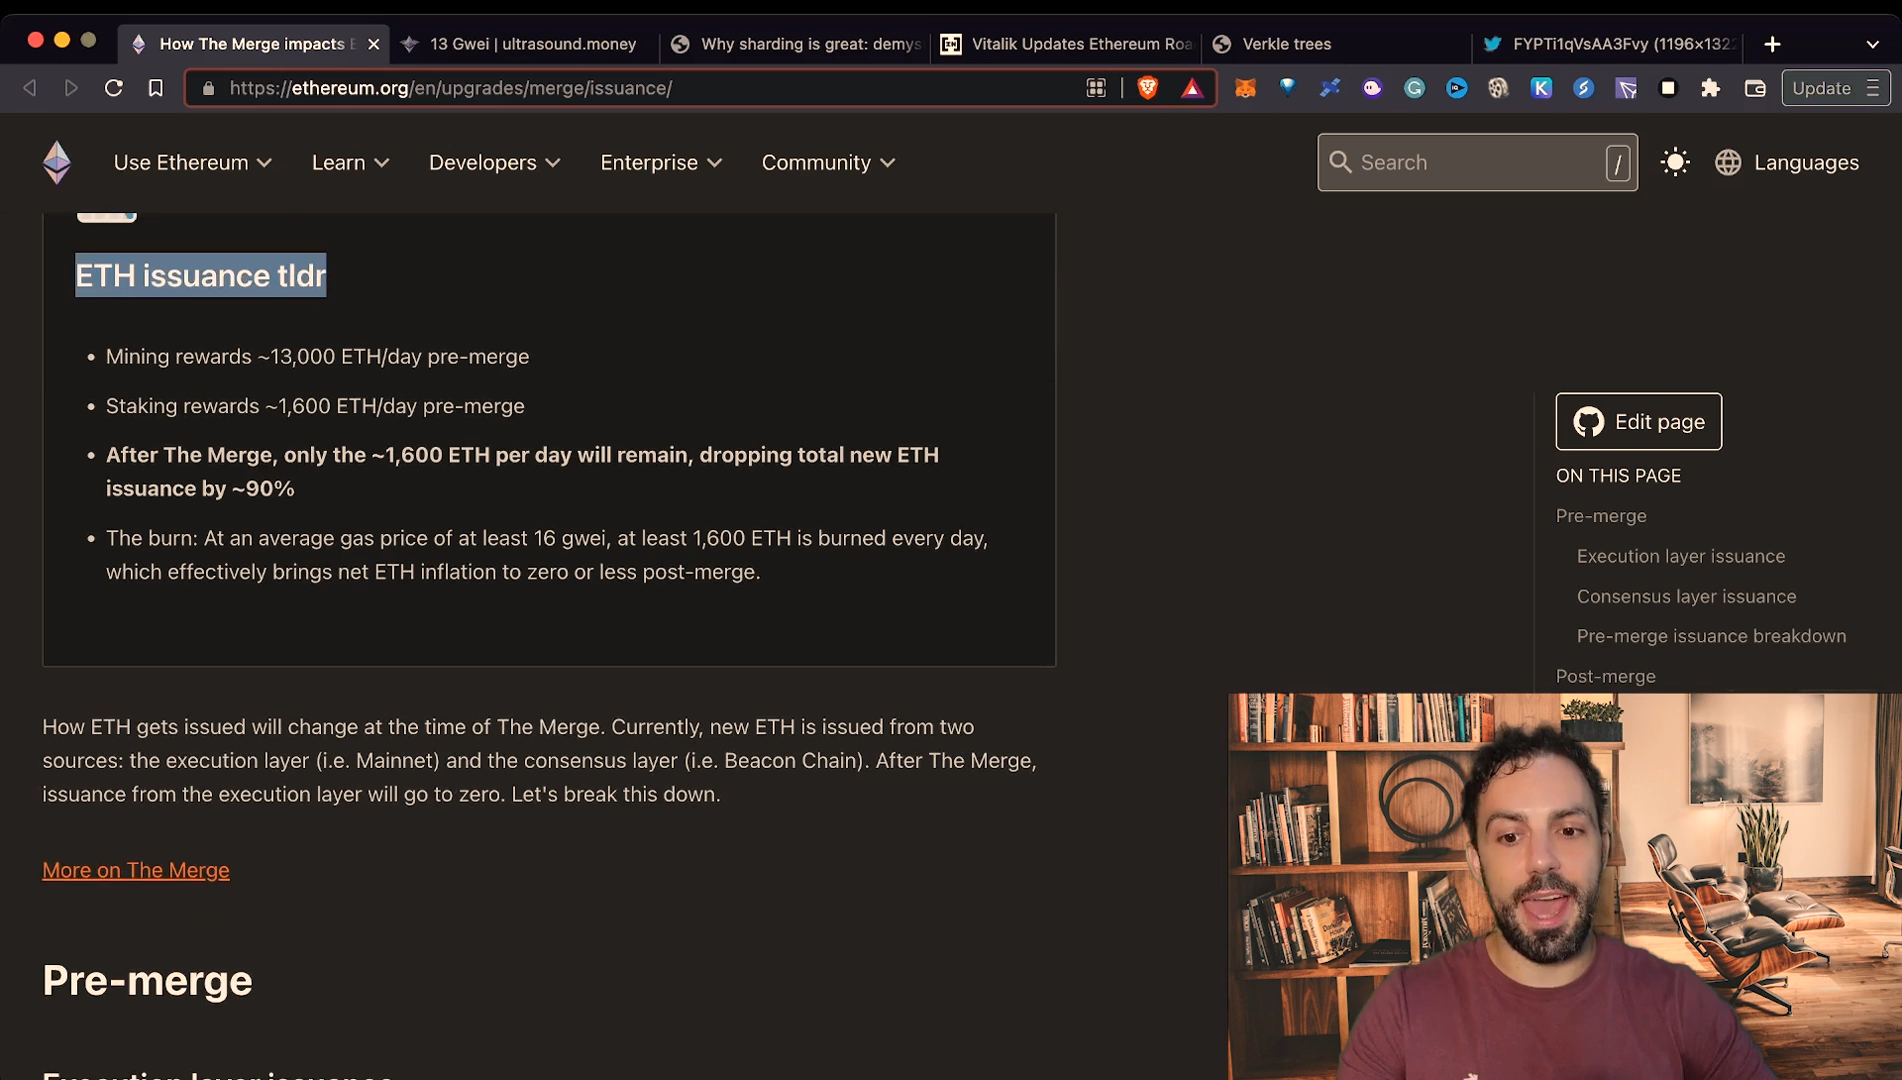 How The Merge impacts E
13 Gwei | ultrasound.money
Why sharding is great: demys
Vitalik Updates Ethereum Roa
Verkle trees
FYPTi1qVsAA3Fvy (1196×132
https://ethereum.org/en/upgrades/merge/issuance/
Update
Use Ethereum
Learn
Developers
Enterprise
Community
Search
/
Languages
ETH issuance tldr
• Mining rewards ~13,000 ETH/day pre-merge
• Staking rewards ~1,600 ETH/day pre-merge
• After The Merge, only the ~1,600 ETH per day will remain, dropping total new ETH
issuance by ~90%
• The burn: At an average gas price of at least 16 gwei, at least 1,600 ETH is burned every day,
which effectively brings net ETH inflation to zero or less post-merge.
Edit page
ON THIS PAGE
Pre-merge
Execution layer issuance
Consensus layer issuance
Pre-merge issuance breakdown
Post-merge
How ETH gets issued will change at the time of The Merge. Currently, new ETH is issued from two
sources: the execution layer (i.e. Mainnet) and the consensus layer (i.e. Beacon Chain). After The Merge,
issuance from the execution layer will go to zero. Let's break this down.
More on The Merge
Pre-merge
Execution layer issuance